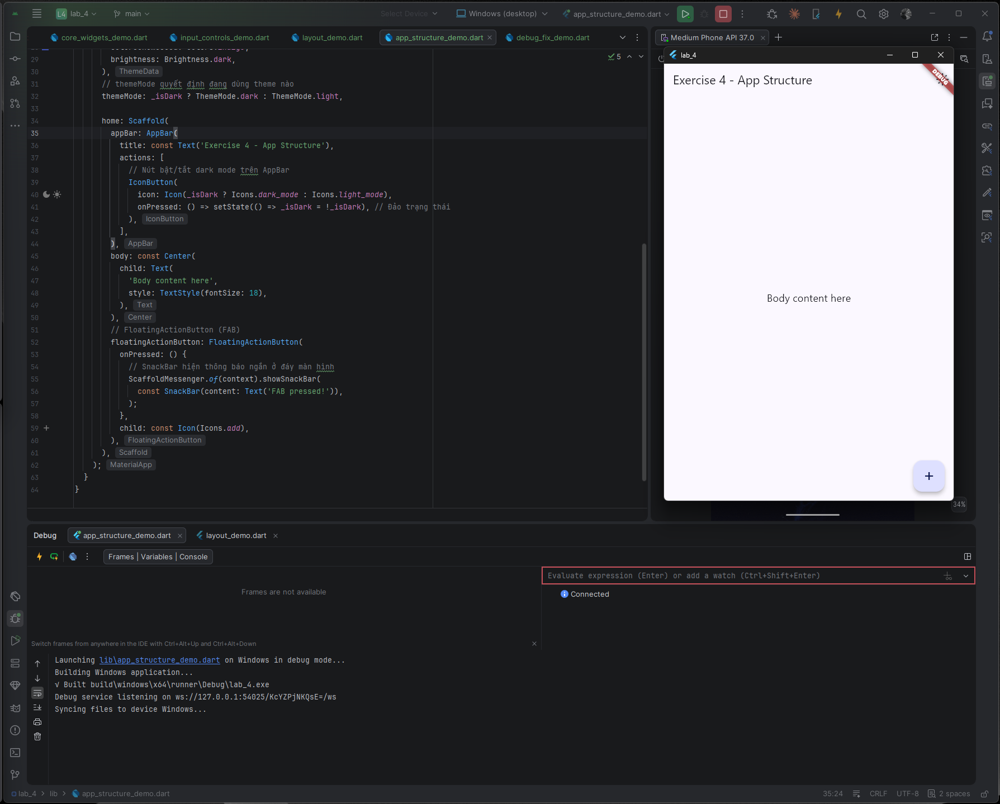 L4 lab_4
main
Select Device
Windows (desktop)
app_structure_demo.dart
core_widgets_demo.dart
input_controls_demo.dart
layout_demo.dart
app_structure_demo.dart
debug_fix_demo.dart
Medium Phone API 37.0
29 brightness: Brightness.dark,
30 ), ThemeData
31 // themeMode quyết định đang dùng theme nào
32 themeMode: _isDark ? ThemeMode.dark : ThemeMode.light,
33
34 home: Scaffold(
35 appBar: AppBar(
36 title: const Text('Exercise 4 - App Structure'),
37 actions: [
38 // Nút bật/tắt dark mode trên AppBar
39 IconButton(
40 icon: Icon(_isDark ? Icons.dark_mode : Icons.light_mode),
41 onPressed: () => setState(() => _isDark = !_isDark), // Đảo trạng thái
42 ), IconButton
43 ],
44 ), AppBar
45 body: const Center(
46 child: Text(
47 'Body content here',
48 style: TextStyle(fontSize: 18),
49 ), Text
50 ), Center
51 // FloatingActionButton (FAB)
52 floatingActionButton: FloatingActionButton(
53 onPressed: () {
54 // SnackBar hiện thông báo ngắn ở đáy màn hình
55 ScaffoldMessenger.of(context).showSnackBar(
56 const SnackBar(content: Text('FAB pressed!')),
57 );
58 },
59 child: const Icon(Icons.add),
60 ), FloatingActionButton
61 ), Scaffold
62 ); MaterialApp
63 }
64 }
5
lab_4
DEBUG
Exercise 4 - App Structure
Body content here
34%
Debug
app_structure_demo.dart
layout_demo.dart
Frames | Variables | Console
Frames are not available
Evaluate expression (Enter) or add a watch (Ctrl+Shift+Enter)
Connected
Switch frames from anywhere in the IDE with Ctrl+Alt+Up and Ctrl+Alt+Down
Launching lib\app_structure_demo.dart on Windows in debug mode...
Building Windows application...
√ Built build\windows\x64\runner\Debug\lab_4.exe
Debug service listening on ws://127.0.0.1:54025/KcYZPjNKQsE=/ws
Syncing files to device Windows...
lab_4 > lib > app_structure_demo.dart
35:24
CRLF
UTF-8
2 spaces